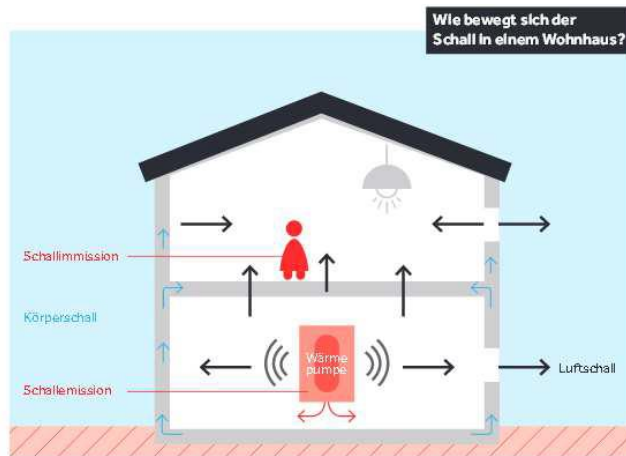 Wie bewegt sich der
Schall in einem Wohnhaus?
Schallimmission
Körperschall
Wärme
pumpe
Luftschall
Schallemission